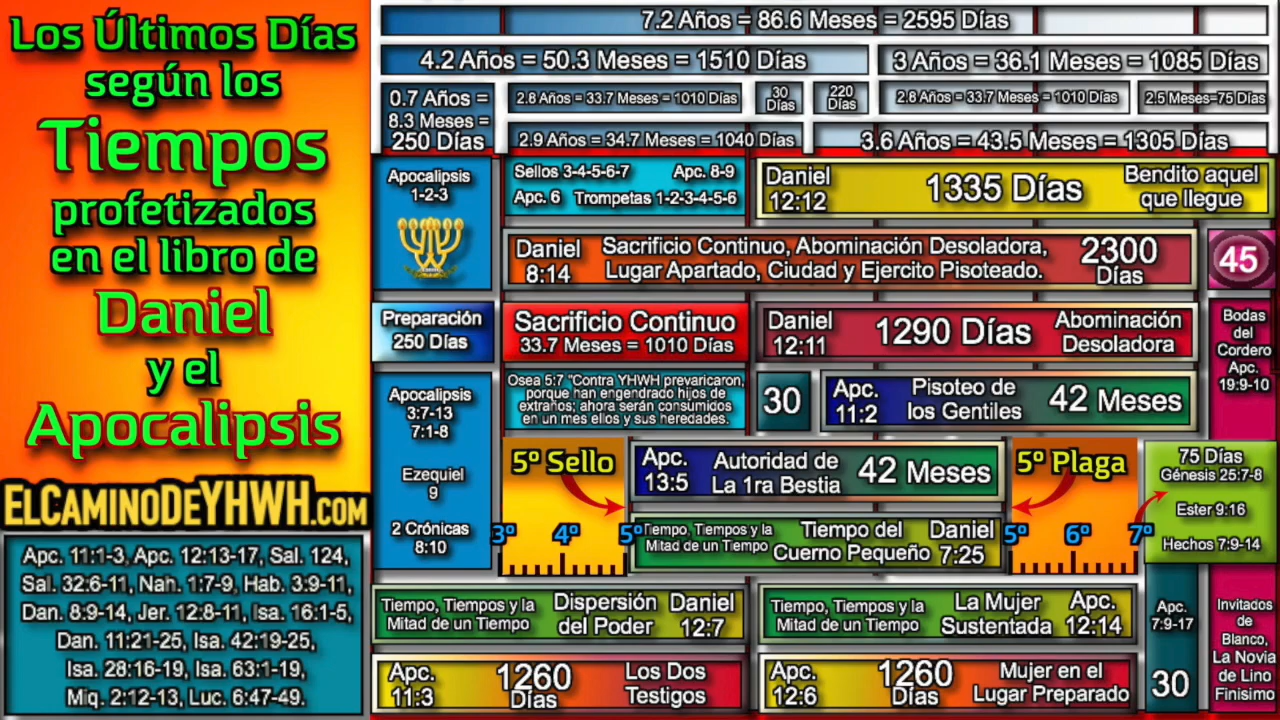 Los Últimos Días
según los
Tiempos
profetizados
en el libro de
Daniel
y el
Apocalipsis
ELCAMINODEYHWH.COM
Apc. 11:1-3, Apc. 12:13-17, Sal. 124,
Sal. 32:6-11, Nah. 1:7-9, Hab. 3:9-11,
Dan. 8:9-14, Jer. 12:8-11, Isa. 16:1-5,
Dan. 11:21-25, Isa. 42:19-25,
Isa. 28:16-19, Isa. 63:1-19,
Miq. 2:12-13, Luc. 6:47-49.
7.2 Años = 86.6 Meses = 2595 Días
4.2 Años = 50.3 Meses = 1510 Días
3 Años = 36.1 Meses = 1085 Días
0.7 Años =
8.3 Meses =
250 Días
2.8 Años = 33.7 Meses = 1010 Días
30
Días
220
Días
2.8 Años = 33.7 Meses = 1010 Días
2.5 Meses=75 Días
2.9 Años = 34.7 Meses = 1040 Días
3.6 Años = 43.5 Meses = 1305 Días
Apocalipsis
1-2-3
Sellos 3-4-5-6-7 Apc. 8-9
Apc. 6 Trompetas 1-2-3-4-5-6
Daniel
12:12
1335 Días
Bendito aquel
que llegue
Daniel
8:14
Sacrificio Continuo, Abominación Desoladora,
Lugar Apartado, Ciudad y Ejercito Pisoteado.
2300
Días
45
Preparación
250 Días
Sacrificio Continuo
33.7 Meses = 1010 Días
Daniel
12:11
1290 Días
Abominación
Desoladora
Bodas
del
Cordero
Apc.
19:9-10
Apocalipsis
3:7-13
7:1-8
Ezequiel
9
2 Crónicas
8:10
Osea 5:7 "Contra YHWH prevaricaron,
porque han engendrado hijos de
extraños; ahora serán consumidos
en un mes ellos y sus heredades.
30
Apc.
11:2
Pisoteo de
los Gentiles
42 Meses
5º Sello
3º 4º 5º
Apc.
13:5
Autoridad de
La 1ra Bestia
42 Meses
Tiempo, Tiempos y la
Mitad de un Tiempo
Tiempo del
Cuerno Pequeño
Daniel
7:25
5º Plaga
5º 6º 7º
75 Días
Génesis 25:7-8
Ester 9:16
Hechos 7:9-14
Tiempo, Tiempos y la
Mitad de un Tiempo
Dispersión
del Poder
Daniel
12:7
Tiempo, Tiempos y la
Mitad de un Tiempo
La Mujer
Sustentada
Apc.
12:14
Apc.
7:9-17
30
Invitados
de
Blanco,
La Novia
de Lino
Finisimo
Apc.
11:3
1260
Días
Los Dos
Testigos
Apc.
12:6
1260
Días
Mujer en el
Lugar Preparado